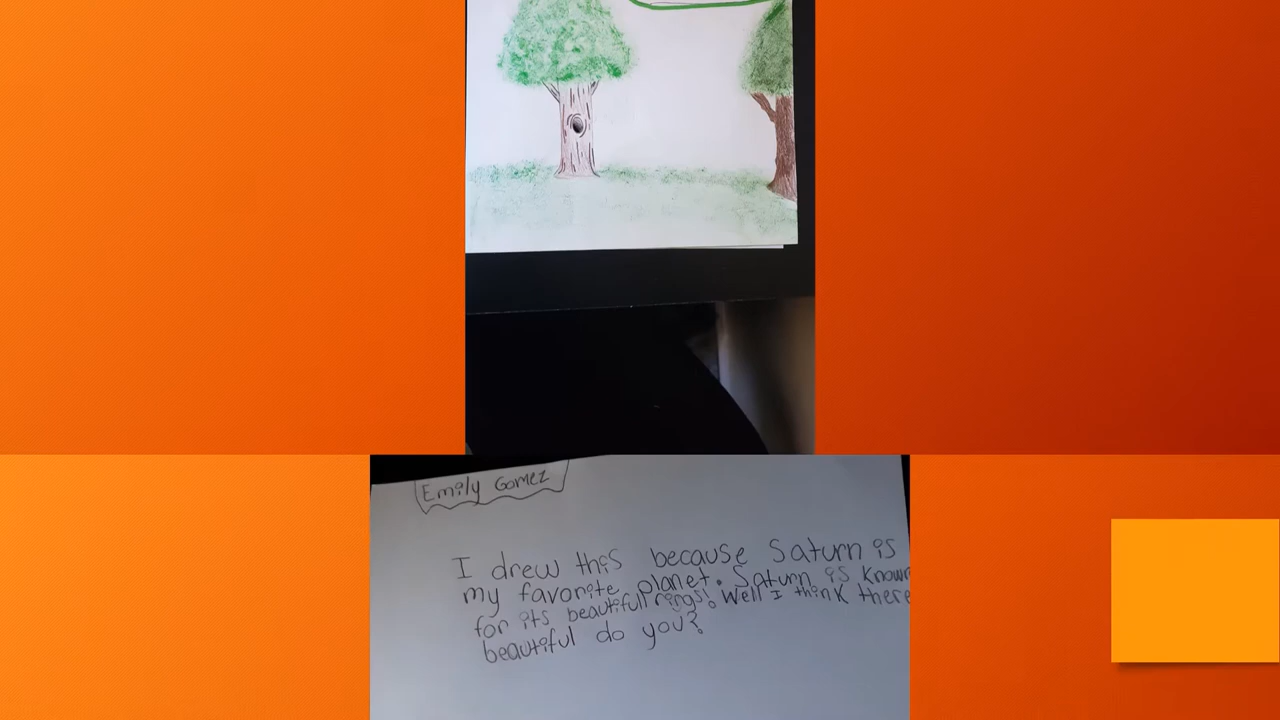 Emily Gomez
I drew this because Saturn is
my favorite planet. Saturn is known
for its beautiful rings! Well I think there
beautiful do you?